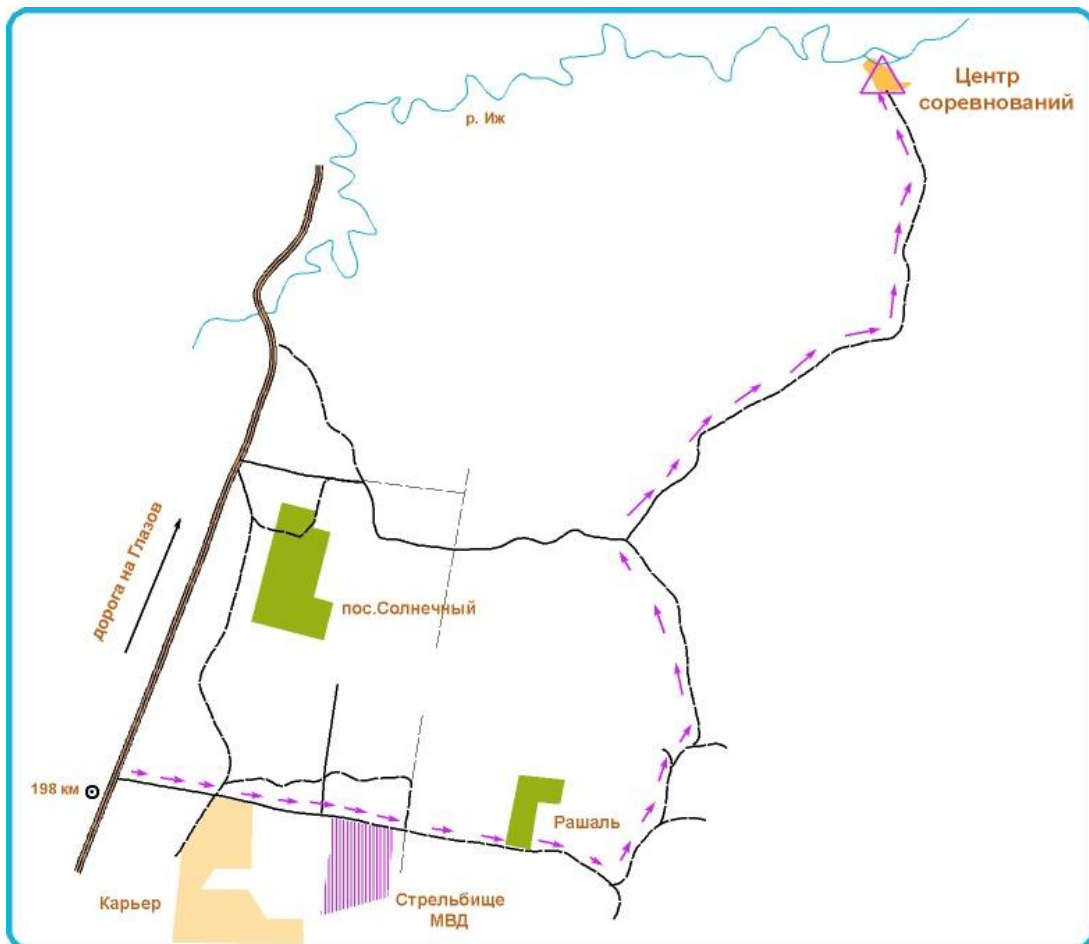 Центр
соревнований
р. Иж
дорога на Глазов
пос.Солнечный
198 км
Рашаль
Карьер
Стрельбище
МВД